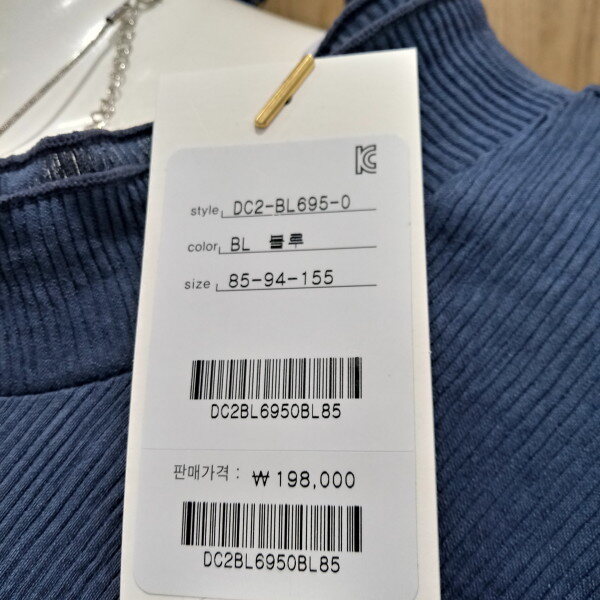 KC
style DC2-BL695-0
color BL 블루
size 85-94-155
DC2BL6950BL85
판매가격 : ₩ 198,000
DC2BL6950BL85